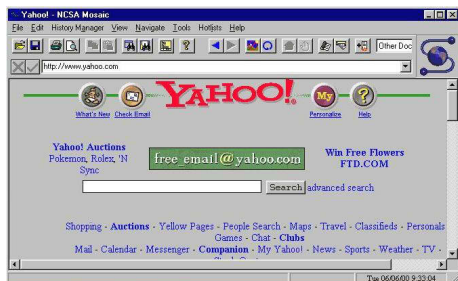 Yahoo! - NCSA Mosaic
File Edit History Manager View Navigate Tools Hotlists Help
Other Doc
http://www.yahoo.com
YAHOO!
My
?
What's New Check Email Personalize Help
Yahoo! Auctions
Pokemon, Rolex, 'N
Sync
free_email@yahoo.com
Win Free Flowers
FTD.COM
Search advanced search
Shopping - Auctions - Yellow Pages - People Search - Maps - Travel - Classifieds - Personals
Games - Chat - Clubs
Mail - Calendar - Messenger - Companion - My Yahoo! - News - Sports - Weather - TV -
Tue 06/06/00 9:33:04